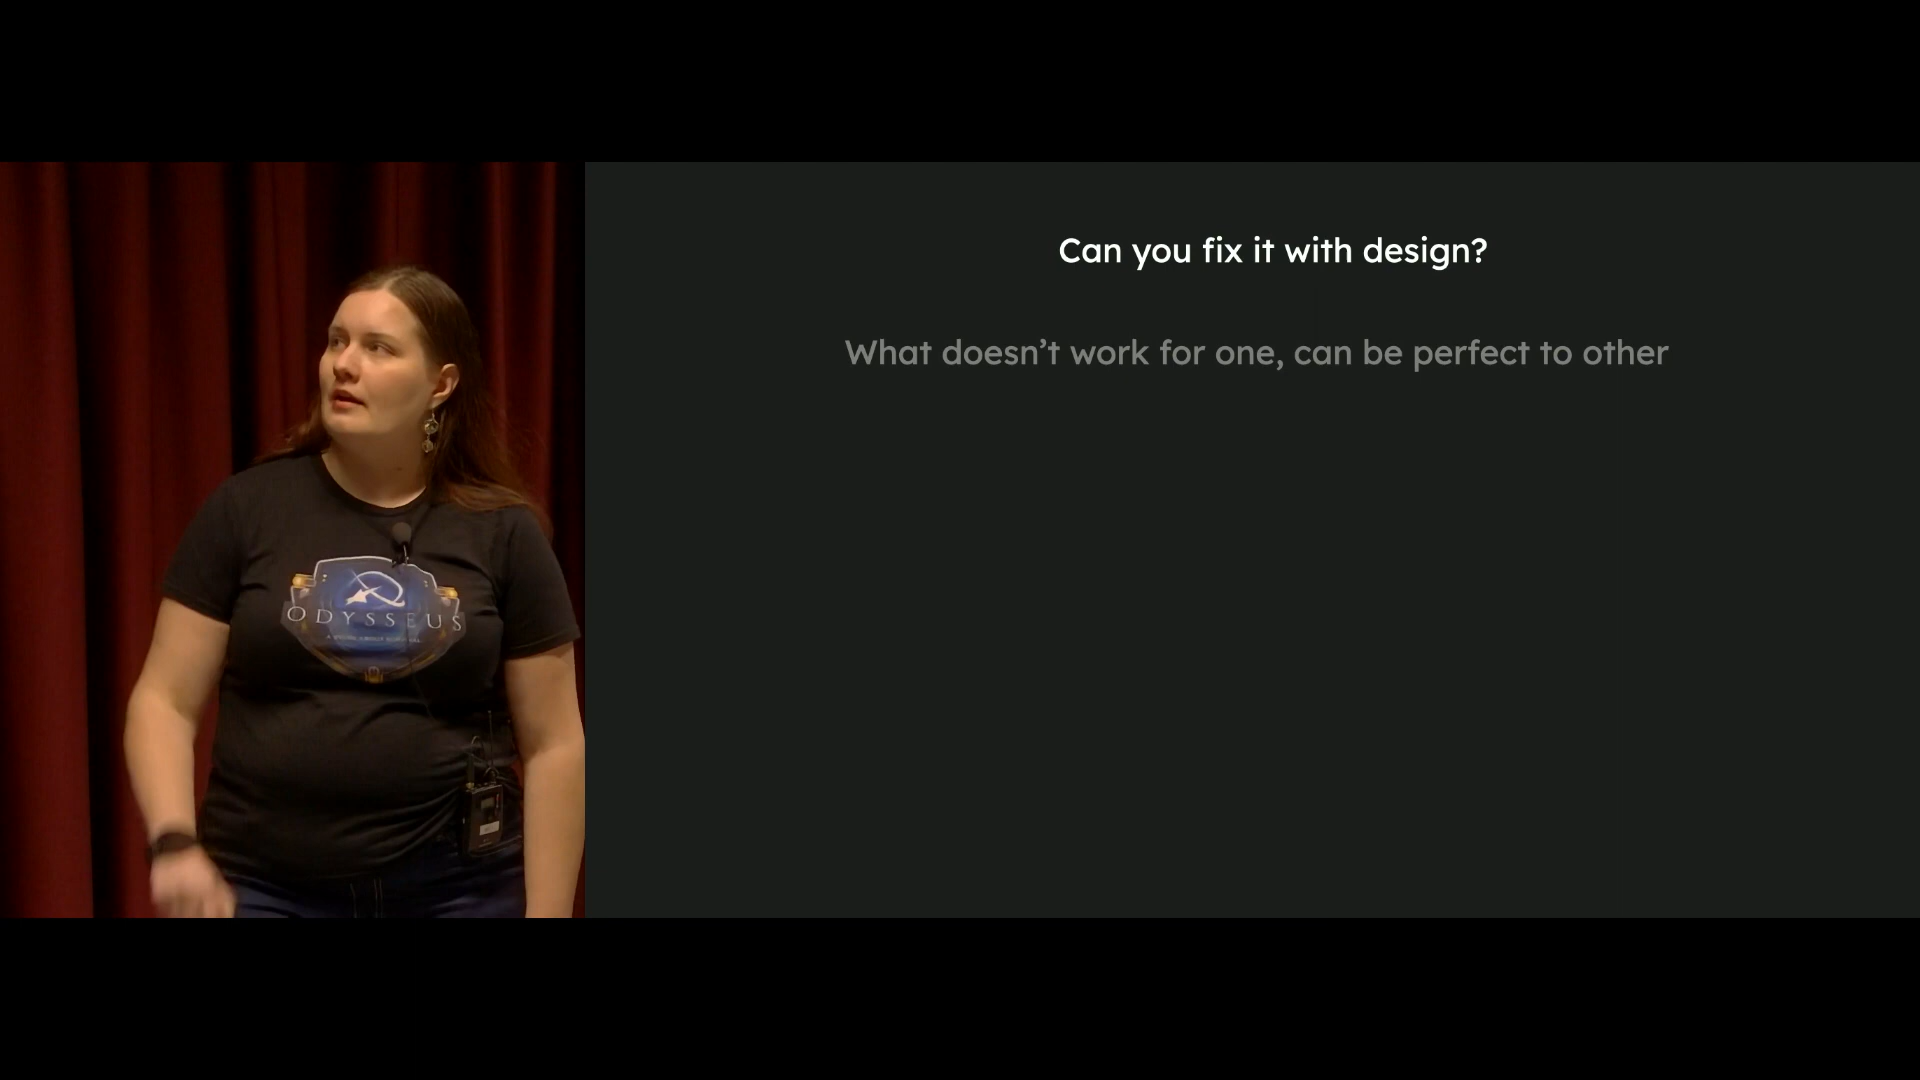 Can you fix it with design?
What doesn’t work for one, can be perfect to other
ODYSSEUS